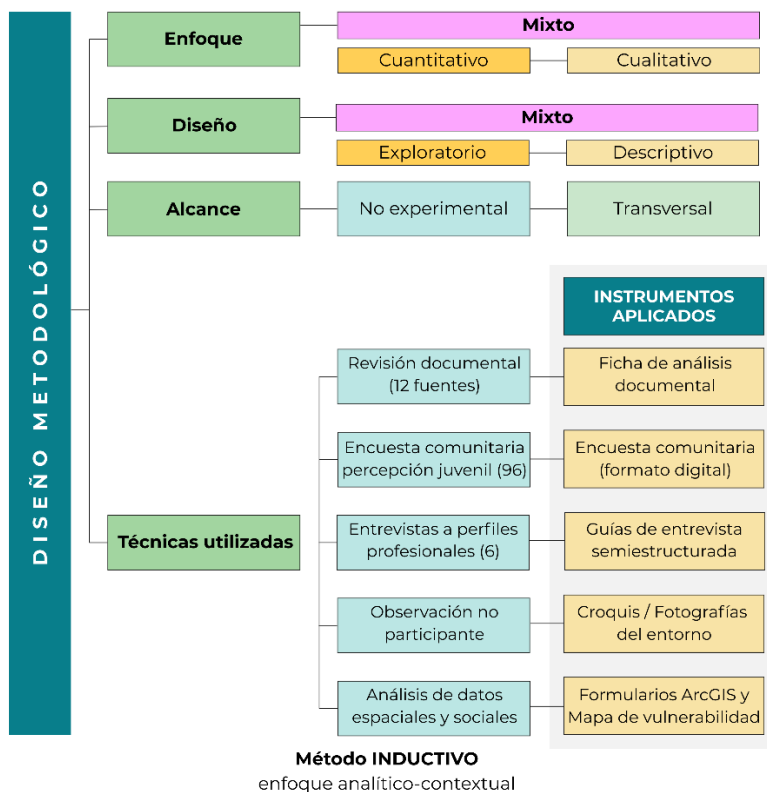 DISEÑO METODOLÓGICO
Enfoque
Mixto
Cuantitativo
Cualitativo
Diseño
Mixto
Exploratorio
Descriptivo
Alcance
No experimental
Transversal
INSTRUMENTOS
APLICADOS
Técnicas utilizadas
Revisión documental
(12 fuentes)
Ficha de análisis
documental
Encuesta comunitaria
percepción juvenil (96)
Encuesta comunitaria
(formato digital)
Entrevistas a perfiles
profesionales (6)
Guías de entrevista
semiestructurada
Observación no
participante
Croquis / Fotografías
del entorno
Análisis de datos
espaciales y sociales
Formularios ArcGIS y
Mapa de vulnerabilidad
Método INDUCTIVO
enfoque analítico-contextual